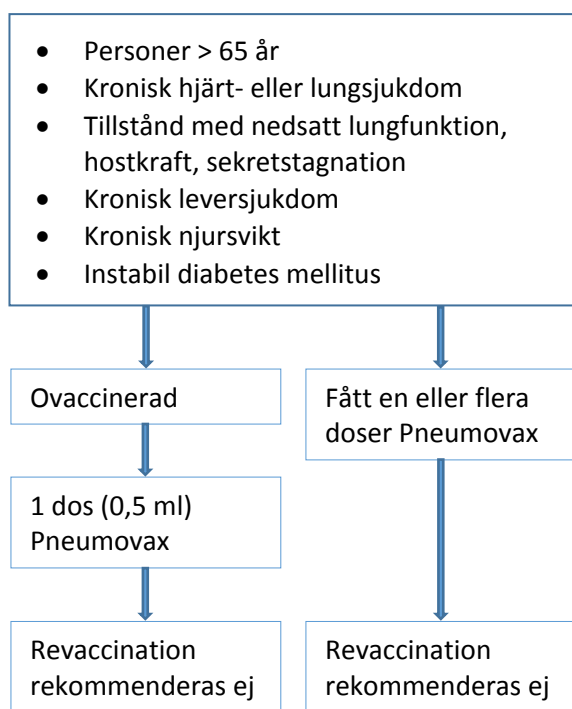 • Personer > 65 år
• Kronisk hjärt- eller lungsjukdom
• Tillstånd med nedsatt lungfunktion,
hostkraft, sekretstagnation
• Kronisk leversjukdom
• Kronisk njursvikt
• Instabil diabetes mellitus
Ovaccinerad
Fått en eller flera
doser Pneumovax
1 dos (0,5 ml)
Pneumovax
Revaccination
rekommenderas ej
Revaccination
rekommenderas ej